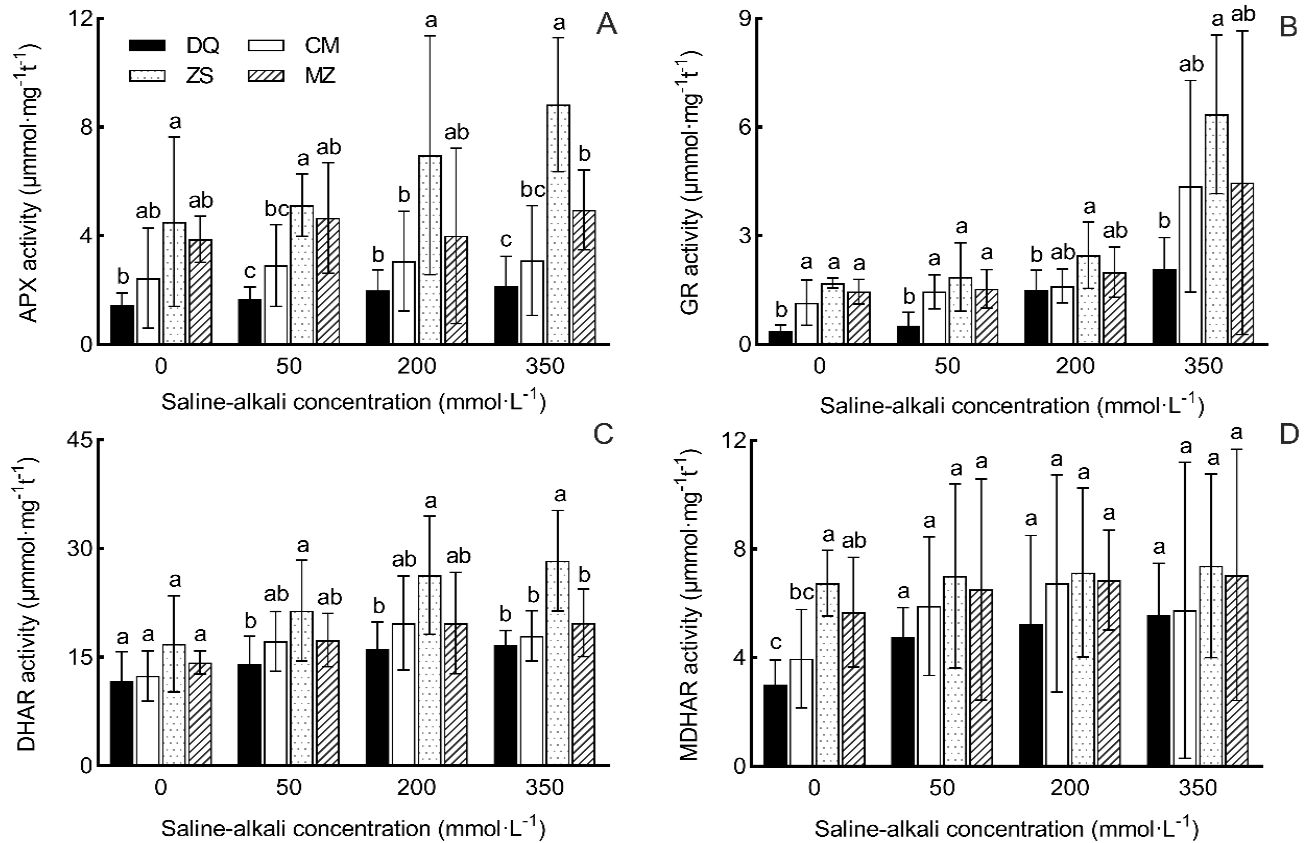 A
12
8
4
0
APX activity (μmmol·mg⁻¹t⁻¹)
DQ CM
ZS MZ
b ab a ab
c bc a ab
b b a ab
c bc a b
0 50 200 350
Saline-alkali concentration (mmol·L⁻¹)
B
9
6
3
0
GR activity (μmmol·mg⁻¹t⁻¹)
b a a a
b a a a
b ab a ab
b ab a ab
0 50 200 350
Saline-alkali concentration (mmol·L⁻¹)
C
45
30
15
0
DHAR activity (μmmol·mg⁻¹t⁻¹)
a a a a
b ab a ab
b ab a ab
b b a b
0 50 200 350
Saline-alkali concentration (mmol·L⁻¹)
D
12
8
4
0
MDHAR activity (μmmol·mg⁻¹t⁻¹)
c bc a ab
a a a a
a a a a
a a a a
0 50 200 350
Saline-alkali concentration (mmol·L⁻¹)